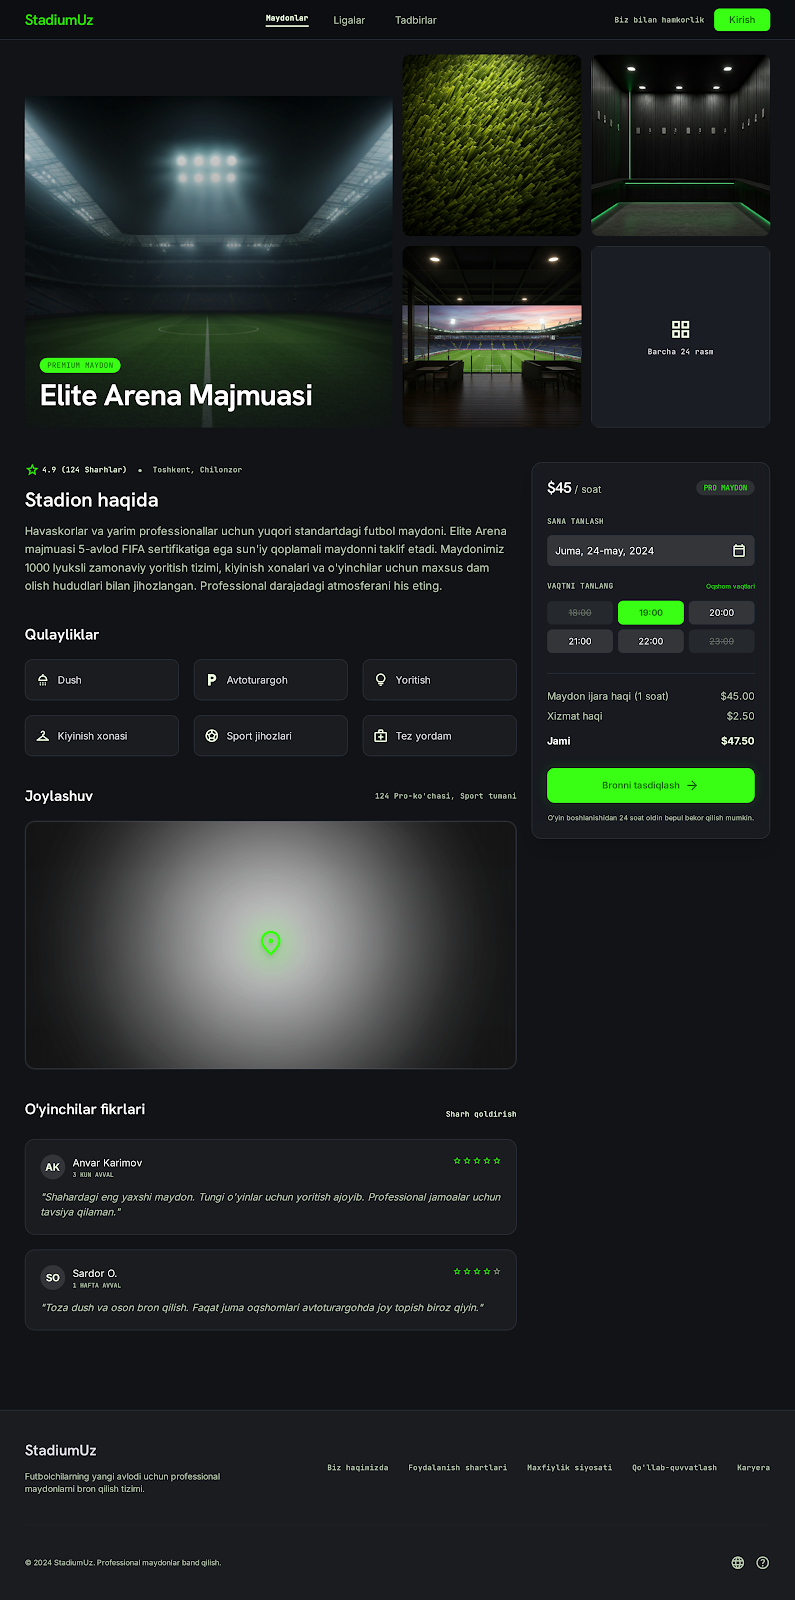 StadiumUz
Maydonlar
Ligalar
Tadbirlar
Biz bilan hamkorlik
Kirish
PREMIUM MAYDON
Elite Arena Majmuasi
Barcha 24 rasm
4.9 (124 Sharhlar) • Toshkent, Chilonzor
Stadion haqida
Havaskorlar va yarim professionallar uchun yuqori standartdagi futbol maydoni. Elite Arena
majmuasi 5-avlod FIFA sertifikatiga ega sun'iy qoplamali maydonni taklif etadi. Maydonimiz
1000 lyuksli zamonaviy yoritish tizimi, kiyinish xonalari va o'yinchilar uchun maxsus dam
olish hududlari bilan jihozlangan. Professional darajadagi atmosferani his eting.
Qulayliklar
Dush
Avtoturargoh
Yoritish
Kiyinish xonasi
Sport jihozlari
Tez yordam
Joylashuv
124 Pro-ko'chasi, Sport tumani
O'yinchilar fikrlari
Sharh qoldirish
AK
Anvar Karimov
3 KUN AVVAL
"Shahardagi eng yaxshi maydon. Tungi o'yinlar uchun yoritish ajoyib. Professional jamoalar uchun
tavsiya qilaman."
SO
Sardor O.
1 HAFTA AVVAL
"Toza dush va oson bron qilish. Faqat juma oqshomlari avtoturargohda joy topish biroz qiyin."
$45 / soat
PRO MAYDON
SANA TANLASH
Juma, 24-may, 2024
VAQTNI TANLANG
Oqshom vaqtlari
18:00
19:00
20:00
21:00
22:00
23:00
Maydon ijara haqi (1 soat)
$45.00
Xizmat haqi
$2.50
Jami
$47.50
Bronni tasdiqlash
O'yin boshlanishidan 24 soat oldin bepul bekor qilish mumkin.
StadiumUz
Futbolchilarning yangi avlodi uchun professional
maydonlarni bron qilish tizimi.
Biz haqimizda
Foydalanish shartlari
Maxfiylik siyosati
Qo'llab-quvvatlash
Karyera
© 2024 StadiumUz. Professional maydonlar band qilish.